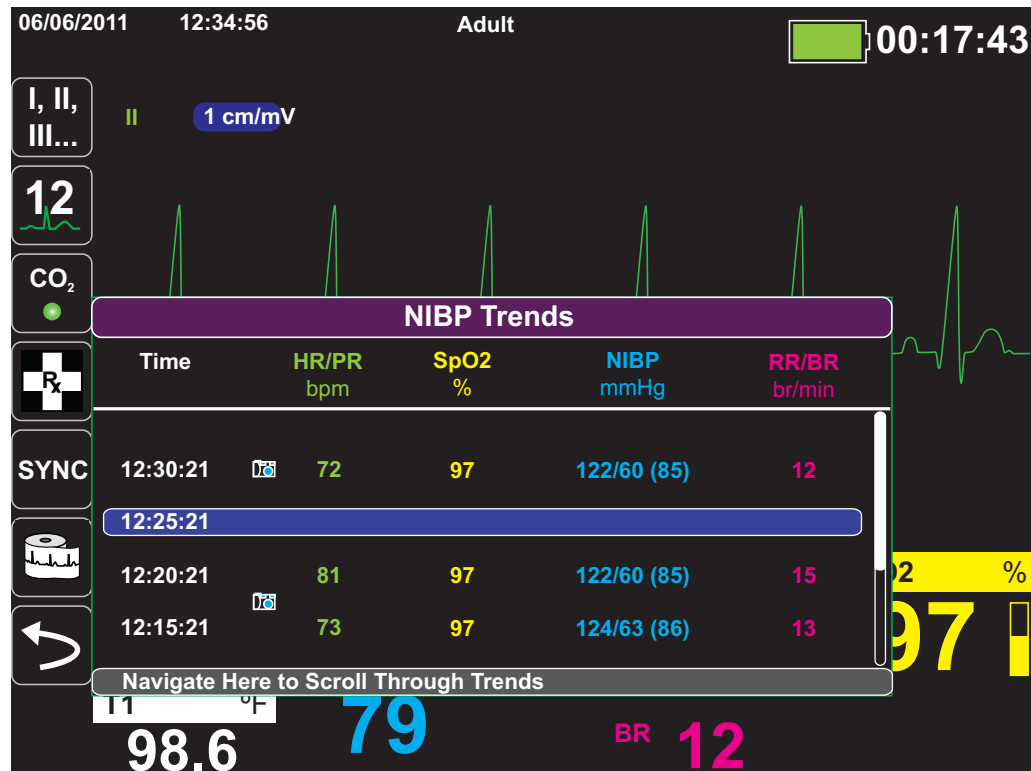 06/06/2011 12:34:56 Adult 00:17:43
I, II,
III...
II 1 cm/mV
12
CO₂
NIBP Trends
Time HR/PR SpO2 NIBP RR/BR
bpm % mmHg br/min
Rx
SYNC
12:30:21 72 97 122/60 (85) 12
12:25:21
12:20:21 81 97 122/60 (85) 15
12:15:21 73 97 124/63 (86) 13
Navigate Here to Scroll Through Trends
O2 %
97
T1 °F
98.6
79
BR 12